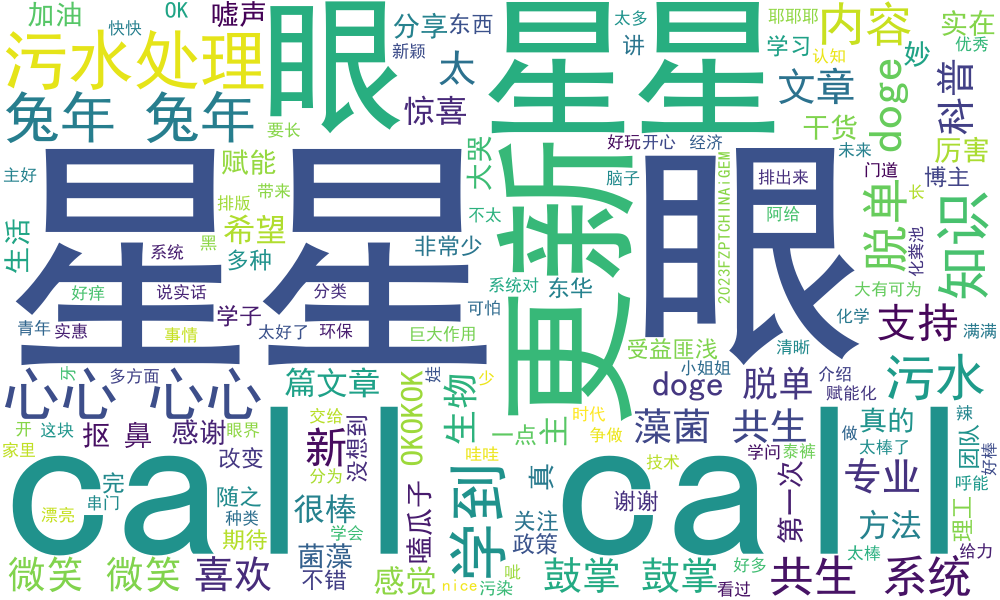 加油
OK
嘘声
快快
污水处理
眼
分享
东西
新颖
太
惊喜
星星
太多
讲
耶耶耶
学习
认知
内容
妙
实在
优秀
文章
doge
科普
干货
厉害
兔年 兔年
要长
主好
赋能
带来
排版
希望
多种
生活
黑
系统
好痒
说实话
分类
学子
青年
实惠
事情
太好了
环保
星星
大哭
不太
非常少
可怕
巨大作用
更新
系统对
东华
好玩
开心
经济
脑子
2023FZPTCHINAiGEM
排出来
阿给
未来
门道
博主
脱单
长
化粪池
知识
大有可为
化学
支持
满满
清晰
眼
受益匪浅
小姐姐
doge 脱单
介绍
赋能化
污水
心心 心心
多方面
篇文章
娃
少
生物
OKOKOK
一点
主
时代
争做
藻菌 共生
真的
辣
做
太棒了
团队
好棒
开
这块
家里
抠 鼻
感谢
眼界
交给
新
没想到
改变
分为
哇哇
技术
学问
泰裤
第一次
专业
呼能
call call
完
串门
漂亮
随之
种类
期待
很棒
学会
嗑瓜子
学到
真
关注
政策
谢谢
方法
理工
太棒
给力
微笑 微笑
喜欢
菌藻
不错
感觉
nice
污染
呲
鼓掌 鼓掌
好多
看过
共生 系统